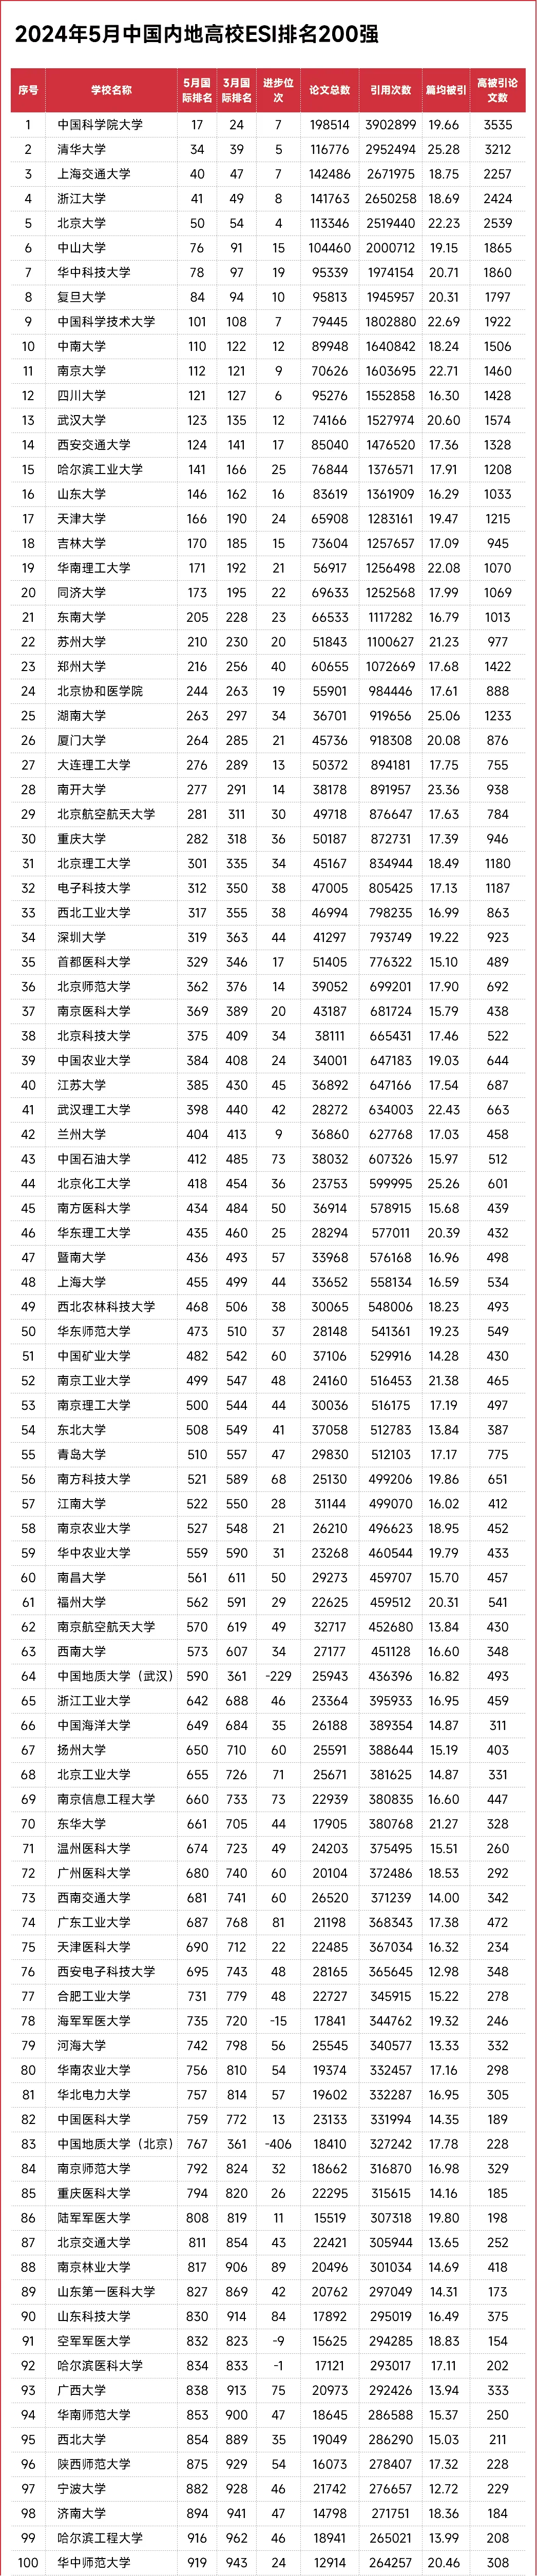 2024年5月中国内地高校ESI排名200强
序号 学校名称 5月国际排名 3月国际排名 进步位次 论文总数 引用次数 篇均被引 高被引论文数
1 中国科学院大学 17 24 7 198514 3902899 19.66 3535
2 清华大学 34 39 5 116776 2952494 25.28 3212
3 上海交通大学 40 47 7 142486 2671975 18.75 2257
4 浙江大学 41 49 8 141763 2650258 18.69 2424
5 北京大学 50 54 4 113346 2519440 22.23 2539
6 中山大学 76 91 15 104460 2000712 19.15 1865
7 华中科技大学 78 97 19 95339 1974154 20.71 1860
8 复旦大学 84 94 10 95813 1945957 20.31 1797
9 中国科学技术大学 101 108 7 79445 1802880 22.69 1922
10 中南大学 110 122 12 89948 1640842 18.24 1506
11 南京大学 112 121 9 70626 1603695 22.71 1460
12 四川大学 121 127 6 95276 1552858 16.30 1428
13 武汉大学 123 135 12 74166 1527974 20.60 1574
14 西安交通大学 124 141 17 85040 1476520 17.36 1328
15 哈尔滨工业大学 141 166 25 76844 1376571 17.91 1208
16 山东大学 146 162 16 83619 1361909 16.29 1033
17 天津大学 166 190 24 65908 1283161 19.47 1215
18 吉林大学 170 185 15 73604 1257657 17.09 945
19 华南理工大学 171 192 21 56917 1256498 22.08 1070
20 同济大学 173 195 22 69633 1252568 17.99 1069
21 东南大学 205 228 23 66533 1117282 16.79 1013
22 苏州大学 210 230 20 51843 1100627 21.23 977
23 郑州大学 216 256 40 60655 1072669 17.68 1422
24 北京协和医学院 244 263 19 55901 984446 17.61 888
25 湖南大学 263 297 34 36701 919656 25.06 1233
26 厦门大学 264 285 21 45736 918308 20.08 876
27 大连理工大学 276 289 13 50372 894181 17.75 755
28 南开大学 277 291 14 38178 891957 23.36 938
29 北京航空航天大学 281 311 30 49718 876647 17.63 784
30 重庆大学 282 318 36 50187 872731 17.39 946
31 北京理工大学 301 335 34 45167 834944 18.49 1180
32 电子科技大学 312 350 38 47005 805425 17.13 1187
33 西北工业大学 317 355 38 46994 798235 16.99 863
34 深圳大学 319 363 44 41297 793749 19.22 923
35 首都医科大学 329 346 17 51405 776322 15.10 489
36 北京师范大学 362 376 14 39052 699201 17.90 692
37 南京医科大学 369 389 20 43187 681724 15.79 438
38 北京科技大学 375 409 34 38111 665431 17.46 522
39 中国农业大学 384 408 24 34001 647183 19.03 644
40 江苏大学 385 430 45 36892 647166 17.54 687
41 武汉理工大学 398 440 42 28272 634003 22.43 663
42 兰州大学 404 413 9 36860 627768 17.03 458
43 中国石油大学 412 485 73 38032 607326 15.97 512
44 北京化工大学 418 454 36 23753 599995 25.26 601
45 南方医科大学 434 484 50 36914 578915 15.68 439
46 华东理工大学 435 460 25 28294 577011 20.39 432
47 暨南大学 436 493 57 33968 576168 16.96 498
48 上海大学 455 499 44 33652 558134 16.59 534
49 西北农林科技大学 468 506 38 30065 548006 18.23 493
50 华东师范大学 473 510 37 28148 541361 19.23 549
51 中国矿业大学 482 542 60 37106 529916 14.28 430
52 南京工业大学 499 547 48 24160 516453 21.38 465
53 南京理工大学 500 544 44 30036 516175 17.19 497
54 东北大学 508 549 41 37058 512783 13.84 387
55 青岛大学 510 557 47 29830 512103 17.17 775
56 南方科技大学 521 589 68 25130 499206 19.86 651
57 江南大学 522 550 28 31144 499070 16.02 412
58 南京农业大学 527 548 21 26210 496623 18.95 452
59 华中农业大学 559 590 31 23268 460544 19.79 433
60 南昌大学 561 611 50 29273 459707 15.70 457
61 福州大学 562 591 29 22625 459512 20.31 541
62 南京航空航天大学 570 619 49 32717 452680 13.84 430
63 西南大学 573 607 34 27177 451128 16.60 348
64 中国地质大学（武汉） 590 361 -229 25943 436396 16.82 493
65 浙江工业大学 642 688 46 23364 395933 16.95 459
66 中国海洋大学 649 684 35 26188 389354 14.87 311
67 扬州大学 650 710 60 25591 388644 15.19 403
68 北京工业大学 655 726 71 25671 381625 14.87 331
69 南京信息工程大学 660 733 73 22939 380835 16.60 447
70 东华大学 661 705 44 17905 380768 21.27 328
71 温州医科大学 674 723 49 24203 375495 15.51 260
72 广州医科大学 680 740 60 20104 372486 18.53 292
73 西南交通大学 681 741 60 26520 371239 14.00 342
74 广东工业大学 687 768 81 21198 368343 17.38 472
75 天津医科大学 690 712 22 22485 367034 16.32 234
76 西安电子科技大学 695 743 48 28165 365645 12.98 348
77 合肥工业大学 731 779 48 22727 345915 15.22 278
78 海军军医大学 735 720 -15 17841 344762 19.32 246
79 河海大学 742 798 56 25545 340577 13.33 332
80 华南农业大学 756 810 54 19374 332457 17.16 298
81 华北电力大学 757 814 57 19602 332287 16.95 305
82 中国医科大学 759 772 13 23133 331994 14.35 189
83 中国地质大学（北京） 767 361 -406 18410 327242 17.78 228
84 南京师范大学 792 824 32 18662 316870 16.98 329
85 重庆医科大学 794 820 26 22295 315615 14.16 185
86 陆军军医大学 808 819 11 15519 307318 19.80 198
87 北京交通大学 811 854 43 22421 305944 13.65 252
88 南京林业大学 817 906 89 20496 301034 14.69 418
89 山东第一医科大学 827 869 42 20762 297049 14.31 173
90 山东科技大学 830 914 84 17892 295019 16.49 375
91 空军军医大学 832 823 -9 15625 294285 18.83 154
92 哈尔滨医科大学 834 833 -1 17121 293017 17.11 202
93 广西大学 838 913 75 20973 292426 13.94 333
94 华南师范大学 853 900 47 18645 286588 15.37 250
95 西北大学 854 889 35 19049 286290 15.03 211
96 陕西师范大学 875 929 54 16073 278407 17.32 228
97 宁波大学 882 928 46 21742 276657 12.72 229
98 济南大学 894 941 47 14798 271751 18.36 184
99 哈尔滨工程大学 916 962 46 18941 265021 13.99 208
100 华中师范大学 919 943 24 12914 264257 20.46 308